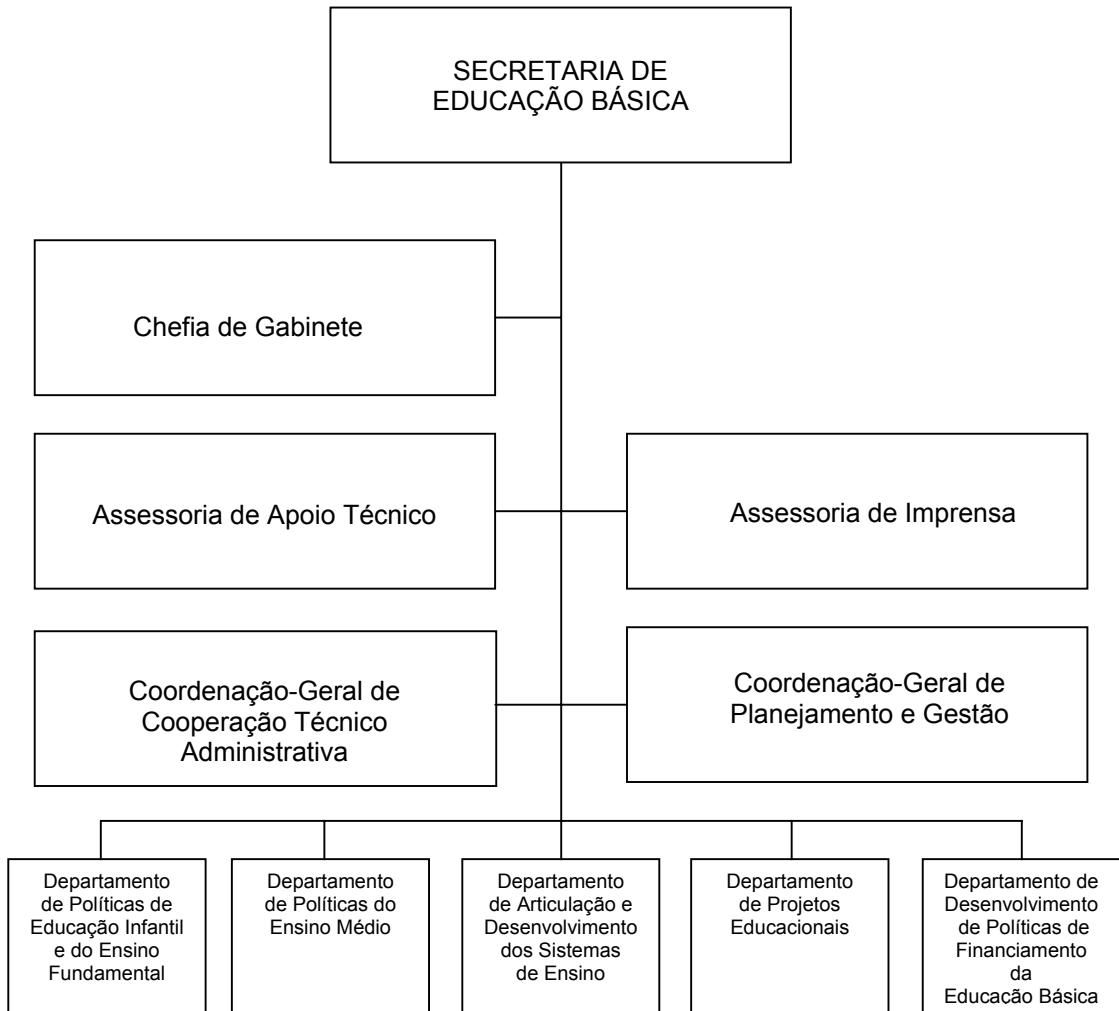 SECRETARIA DE
EDUCAÇÃO BÁSICA
Chefia de Gabinete
Assessoria de Apoio Técnico
Assessoria de Imprensa
Coordenação-Geral de
Cooperação Técnico
Administrativa
Coordenação-Geral de
Planejamento e Gestão
Departamento
de Políticas de
Educação Infantil
e do Ensino
Fundamental
Departamento
de Políticas do
Ensino Médio
Departamento
de Articulação e
Desenvolvimento
dos Sistemas
de Ensino
Departamento
de Projetos
Educacionais
Departamento de
Desenvolvimento
de Políticas de
Financiamento
da
Educação Básica